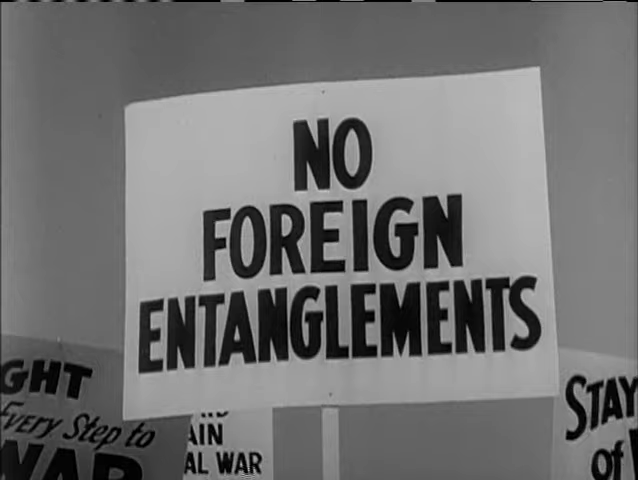 NO
FOREIGN
ENTANGLEMENTS
GHT
Every Step to
WAR
AIN
AL WAR
STAY
of